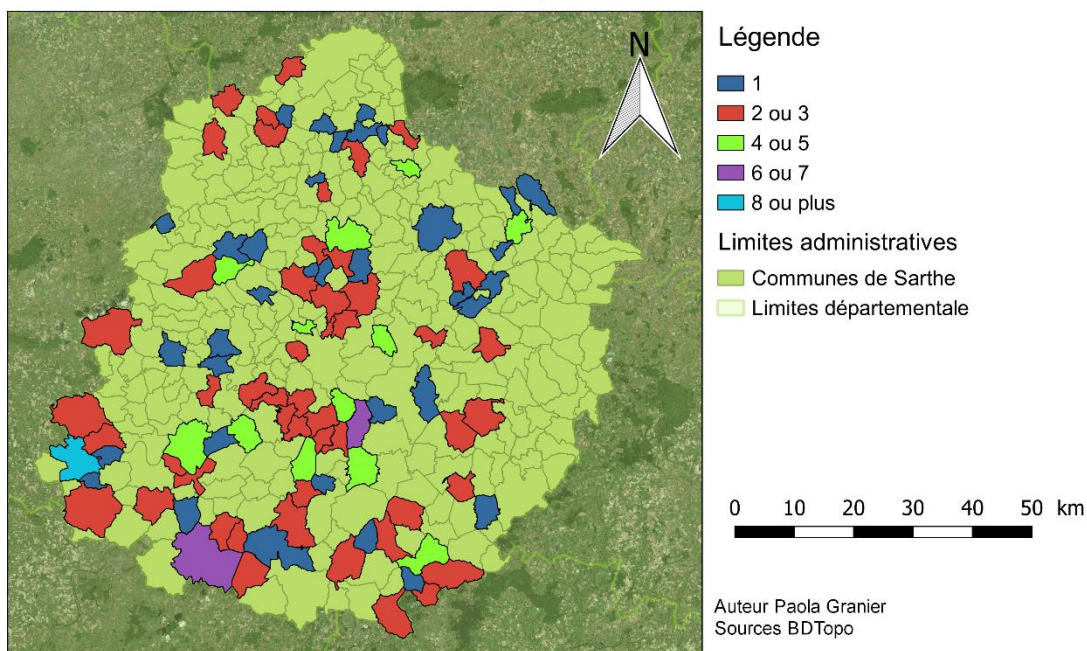 N
Légende
1
2 ou 3
4 ou 5
6 ou 7
8 ou plus
Limites administratives
Communes de Sarthe
Limites départementale
0 10 20 30 40 50 km
Auteur Paola Granier
Sources BDTopo